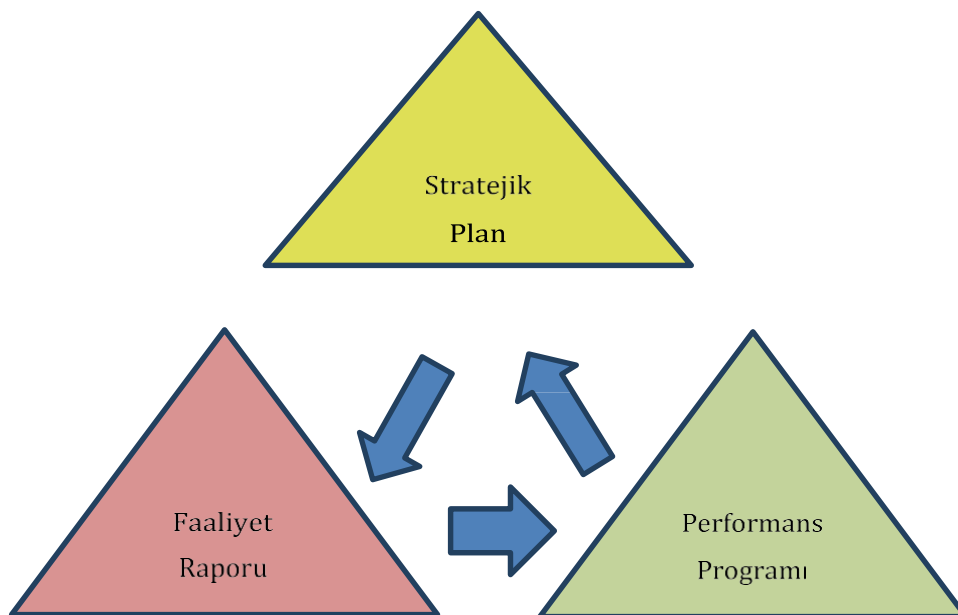 Stratejik
Plan
Faaliyet
Raporu
Performans
Programı